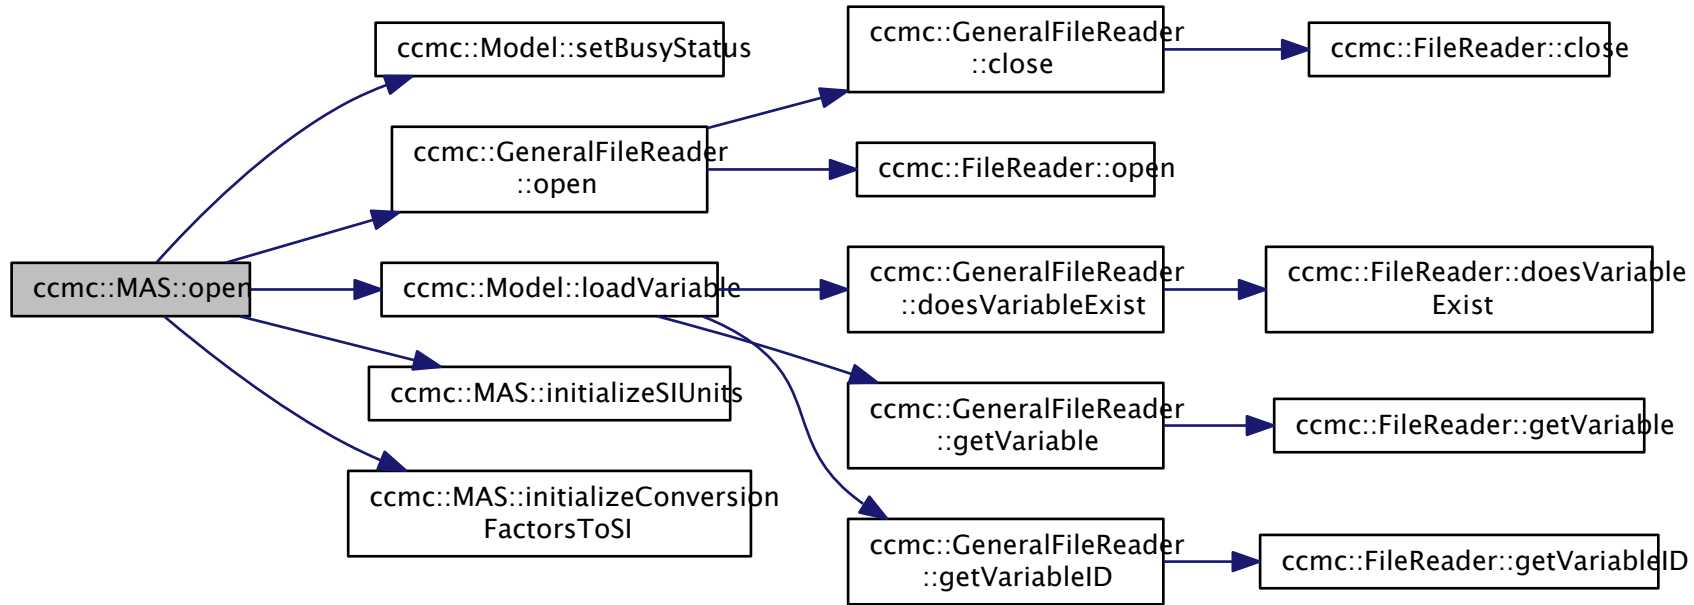 ccmc::MAS::open
ccmc::Model::setBusyStatus
ccmc::GeneralFileReader
::open
ccmc::Model::loadVariable
ccmc::MAS::initializeSIUnits
ccmc::MAS::initializeConversion
FactorsToSI
ccmc::GeneralFileReader
::close
ccmc::FileReader::open
ccmc::GeneralFileReader
::doesVariableExist
ccmc::GeneralFileReader
::getVariable
ccmc::GeneralFileReader
::getVariableID
ccmc::FileReader::close
ccmc::FileReader::doesVariable
Exist
ccmc::FileReader::getVariable
ccmc::FileReader::getVariableID